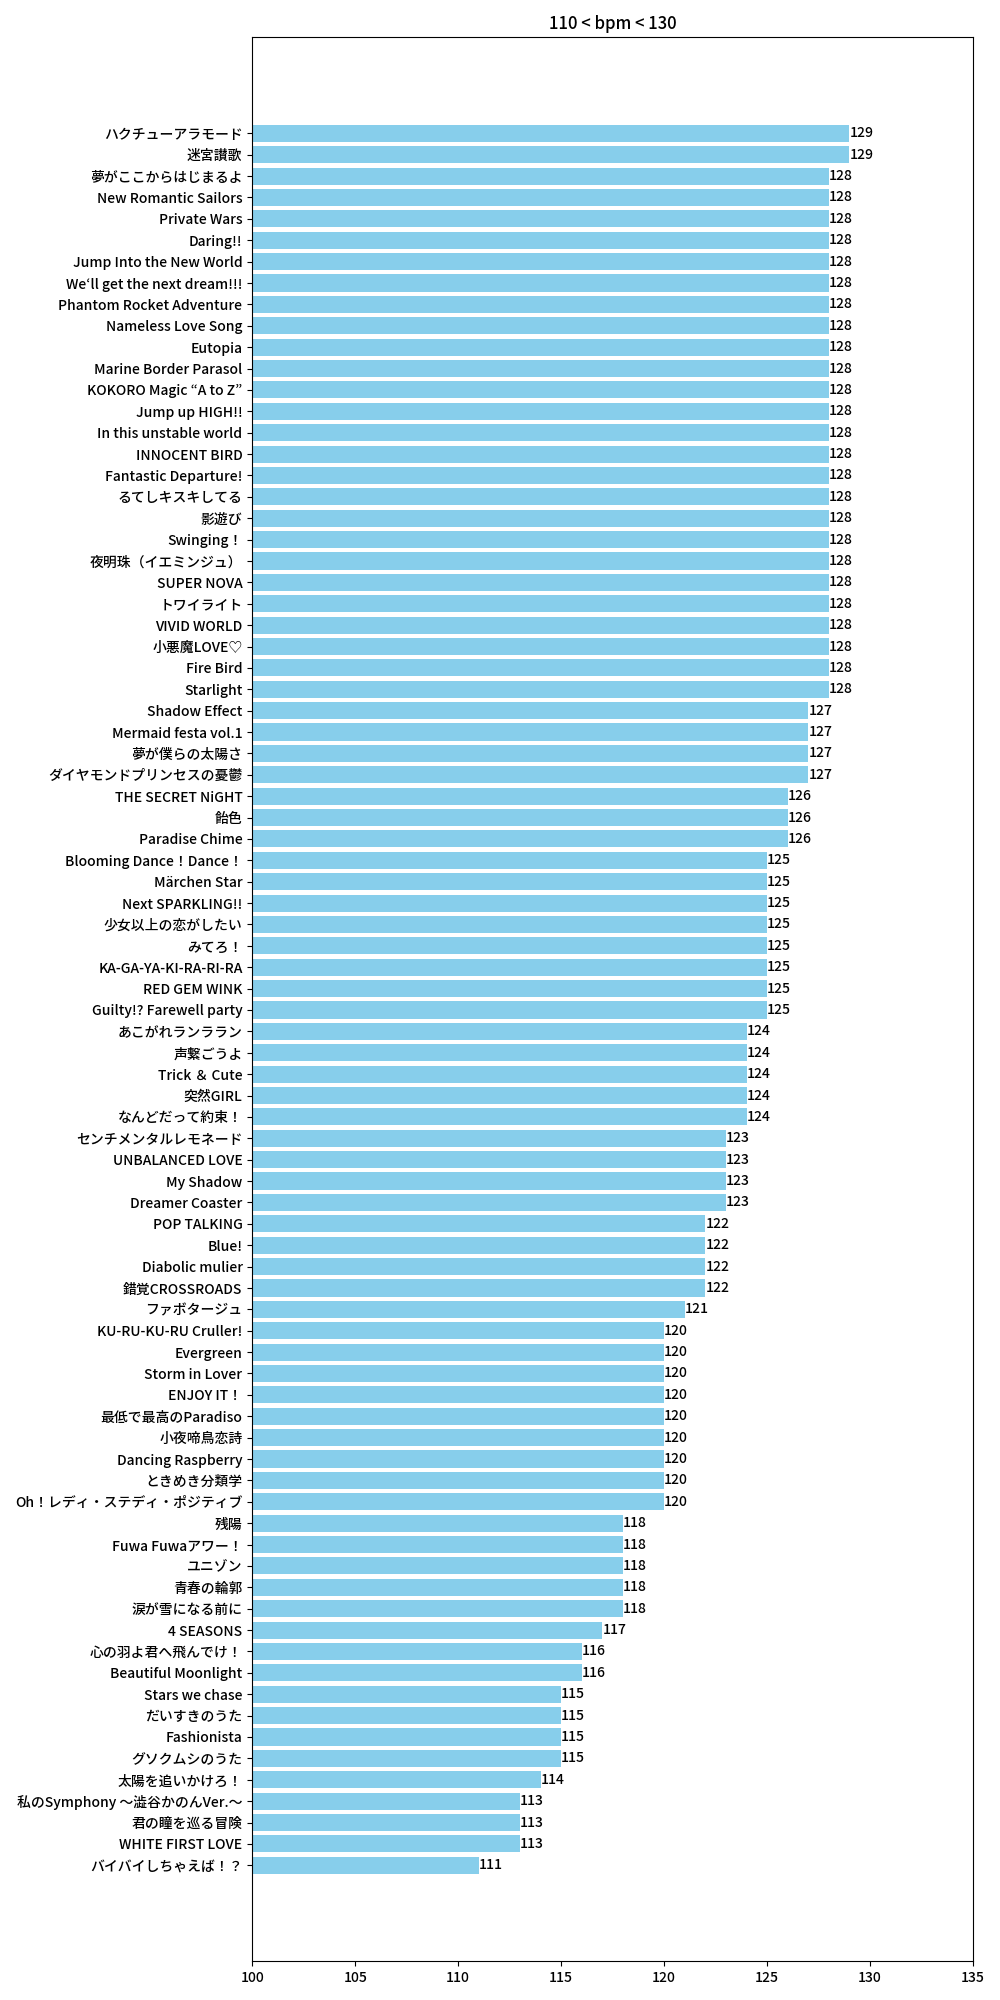 110 < bpm < 130
ハクチューアラモード 129
迷宮讃歌 129
夢がここからはじまるよ 128
New Romantic Sailors 128
Private Wars 128
Daring!! 128
Jump Into the New World 128
We‘ll get the next dream!!! 128
Phantom Rocket Adventure 128
Nameless Love Song 128
Eutopia 128
Marine Border Parasol 128
KOKORO Magic “A to Z” 128
Jump up HIGH!! 128
In this unstable world 128
INNOCENT BIRD 128
Fantastic Departure! 128
るてしキスキしてる 128
影遊び 128
Swinging！ 128
夜明珠（イエミンジュ） 128
SUPER NOVA 128
トワイライト 128
VIVID WORLD 128
小悪魔LOVE♡ 128
Fire Bird 128
Starlight 128
Shadow Effect 127
Mermaid festa vol.1 127
夢が僕らの太陽さ 127
ダイヤモンドプリンセスの憂鬱 127
THE SECRET NiGHT 126
飴色 126
Paradise Chime 126
Blooming Dance！Dance！ 125
Märchen Star 125
Next SPARKLING!! 125
少女以上の恋がしたい 125
みてろ！ 125
KA-GA-YA-KI-RA-RI-RA 125
RED GEM WINK 125
Guilty!? Farewell party 125
あこがれランララン 124
声繋ごうよ 124
Trick ＆ Cute 124
突然GIRL 124
なんどだって約束！ 124
センチメンタルレモネード 123
UNBALANCED LOVE 123
My Shadow 123
Dreamer Coaster 123
POP TALKING 122
Blue! 122
Diabolic mulier 122
錯覚CROSSROADS 122
ファボタージュ 121
KU-RU-KU-RU Cruller! 120
Evergreen 120
Storm in Lover 120
ENJOY IT！ 120
最低で最高のParadiso 120
小夜啼鳥恋詩 120
Dancing Raspberry 120
ときめき分類学 120
Oh！レディ・ステディ・ポジティブ 120
残陽 118
Fuwa Fuwaアワー！ 118
ユニゾン 118
青春の輪郭 118
涙が雪になる前に 118
4 SEASONS 117
心の羽よ君へ飛んでけ！ 116
Beautiful Moonlight 116
Stars we chase 115
だいすきのうた 115
Fashionista 115
グソクムシのうた 115
太陽を追いかけろ！ 114
私のSymphony 〜澁谷かのんVer.〜 113
君の瞳を巡る冒険 113
WHITE FIRST LOVE 113
バイバイしちゃえば！？ 111
100 105 110 115 120 125 130 135